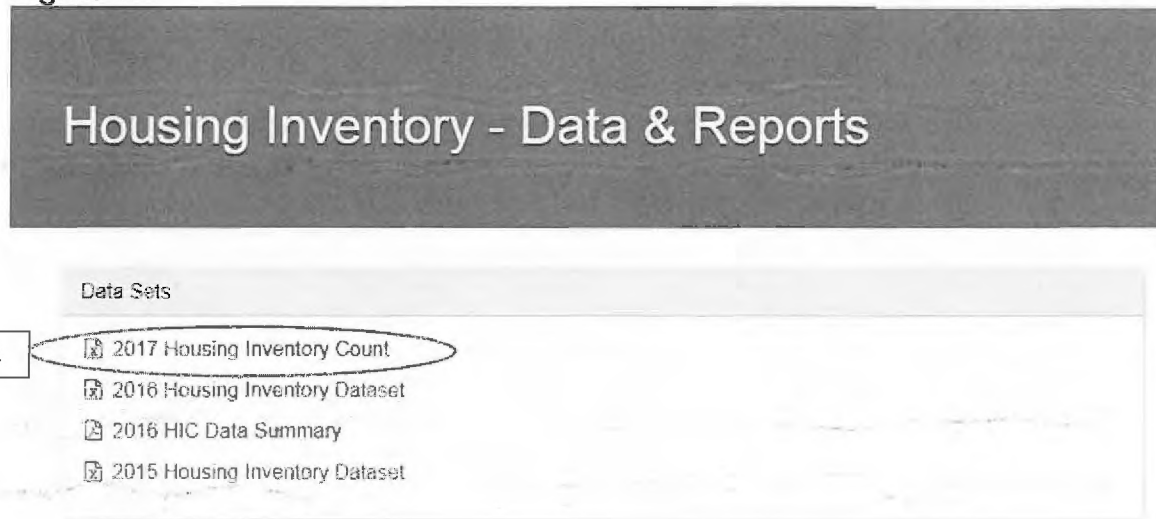 Housing Inventory - Data & Reports
Data Sets
2017 Housing Inventory Count
2016 Housing Inventory Dataset
2016 HIC Data Summary
2015 Housing Inventory Dataset